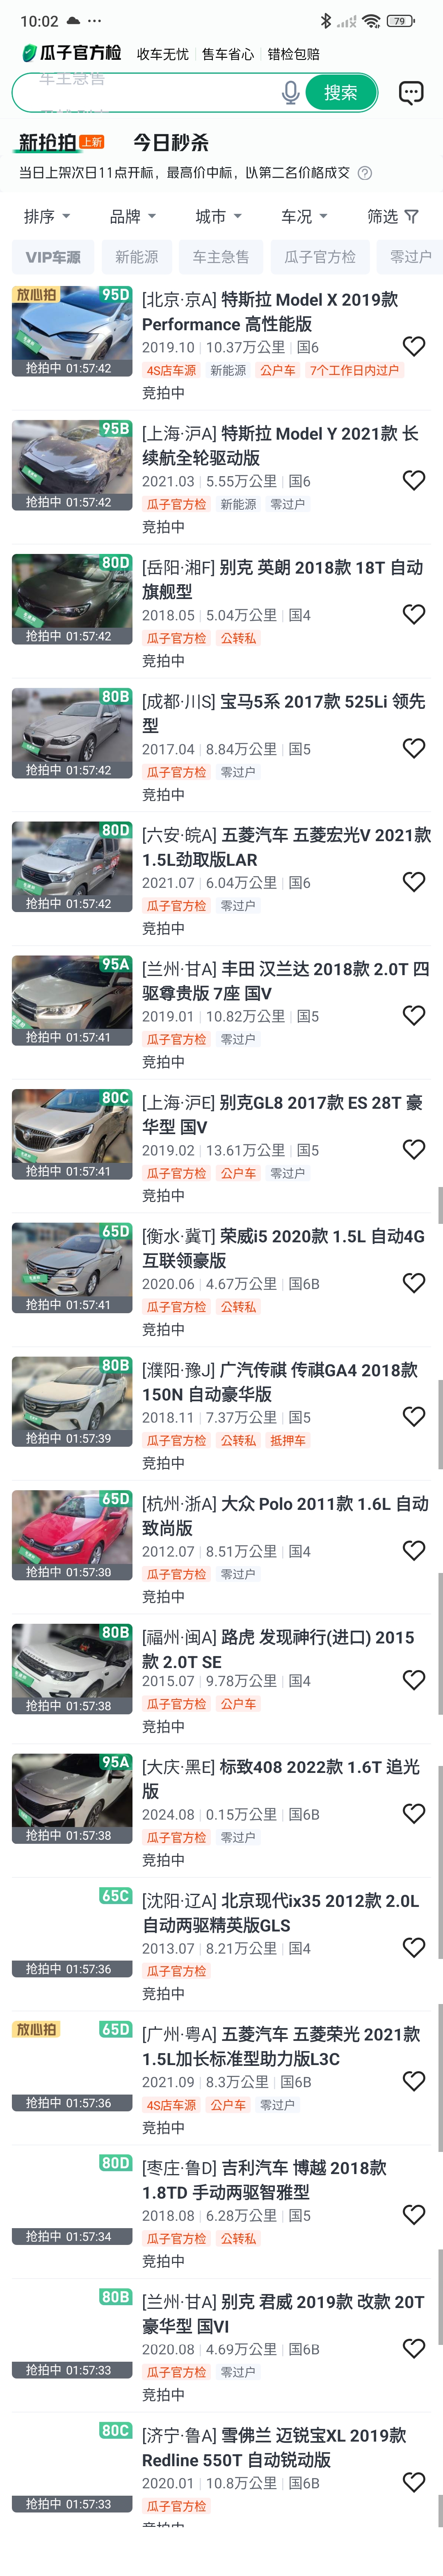 10:02
79
瓜子官方检 收车无忧 售车省心 错检包赔
车主急售
搜索
新抢拍 上新 今日秒杀
当日上架次日11点开标，最高价中标，以第二名价格成交
排序 品牌 城市 车况 筛选
VIP车源 新能源 车主急售 瓜子官方检 零过户
放心拍 95D
[北京·京A] 特斯拉 Model X 2019款
Performance 高性能版
2019.10 | 10.37万公里 | 国6
抢拍中 01:57:42
4S店车源 新能源 公户车 7个工作日内过户
竞拍中
95B
[上海·沪A] 特斯拉 Model Y 2021款 长
续航全轮驱动版
2021.03 | 5.55万公里 | 国6
抢拍中 01:57:42
瓜子官方检 新能源 零过户
竞拍中
80D
[岳阳·湘F] 别克 英朗 2018款 18T 自动
旗舰型
2018.05 | 5.04万公里 | 国4
抢拍中 01:57:42
瓜子官方检 公转私
竞拍中
80B
[成都·川S] 宝马5系 2017款 525Li 领先
型
2017.04 | 8.84万公里 | 国5
抢拍中 01:57:42
瓜子官方检 零过户
竞拍中
80D
[六安·皖A] 五菱汽车 五菱宏光V 2021款
1.5L劲取版LAR
2021.07 | 6.04万公里 | 国6
抢拍中 01:57:42
瓜子官方检 零过户
竞拍中
95A
[兰州·甘A] 丰田 汉兰达 2018款 2.0T 四
驱尊贵版 7座 国V
2019.01 | 10.82万公里 | 国5
抢拍中 01:57:41
瓜子官方检 零过户
竞拍中
80C
[上海·沪E] 别克GL8 2017款 ES 28T 豪
华型 国V
2019.02 | 13.61万公里 | 国5
抢拍中 01:57:41
瓜子官方检 公户车 零过户
竞拍中
65D
[衡水·冀T] 荣威i5 2020款 1.5L 自动4G
互联领豪版
2020.06 | 4.67万公里 | 国6B
抢拍中 01:57:41
瓜子官方检 公转私
竞拍中
80B
[濮阳·豫J] 广汽传祺 传祺GA4 2018款
150N 自动豪华版
2018.11 | 7.37万公里 | 国5
抢拍中 01:57:39
瓜子官方检 公转私 抵押车
竞拍中
65D
[杭州·浙A] 大众 Polo 2011款 1.6L 自动
致尚版
2012.07 | 8.51万公里 | 国4
抢拍中 01:57:30
瓜子官方检 零过户
竞拍中
80B
[福州·闽A] 路虎 发现神行(进口) 2015
款 2.0T SE
2015.07 | 9.78万公里 | 国4
抢拍中 01:57:38
瓜子官方检 公户车
竞拍中
95A
[大庆·黑E] 标致408 2022款 1.6T 追光
版
2024.08 | 0.15万公里 | 国6B
抢拍中 01:57:38
瓜子官方检 零过户
竞拍中
65C
[沈阳·辽A] 北京现代ix35 2012款 2.0L
自动两驱精英版GLS
2013.07 | 8.21万公里 | 国4
抢拍中 01:57:36
瓜子官方检
竞拍中
放心拍 65D
[广州·粤A] 五菱汽车 五菱荣光 2021款
1.5L加长标准型助力版L3C
2021.09 | 8.3万公里 | 国6B
抢拍中 01:57:36
4S店车源 公户车 零过户
竞拍中
80D
[枣庄·鲁D] 吉利汽车 博越 2018款
1.8TD 手动两驱智雅型
2018.08 | 6.28万公里 | 国5
抢拍中 01:57:34
瓜子官方检 公转私
竞拍中
80B
[兰州·甘A] 别克 君威 2019款 改款 20T
豪华型 国VI
2020.08 | 4.69万公里 | 国6B
抢拍中 01:57:33
瓜子官方检 零过户
竞拍中
80C
[济宁·鲁A] 雪佛兰 迈锐宝XL 2019款
Redline 550T 自动锐动版
2020.01 | 10.8万公里 | 国6B
抢拍中 01:57:33
瓜子官方检